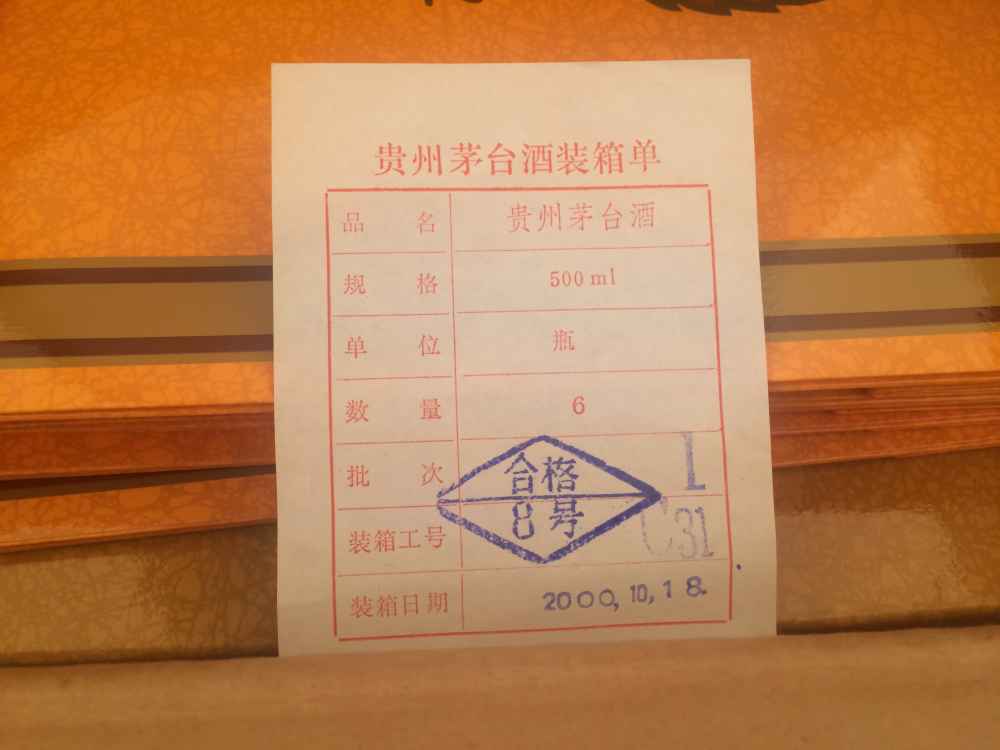 贵州茅台酒装箱单
品名 贵州茅台酒
规格 500ml
单位 瓶
数量 6
批次 1
合格
8号
装箱工号 C31
装箱日期 2000,10,18.